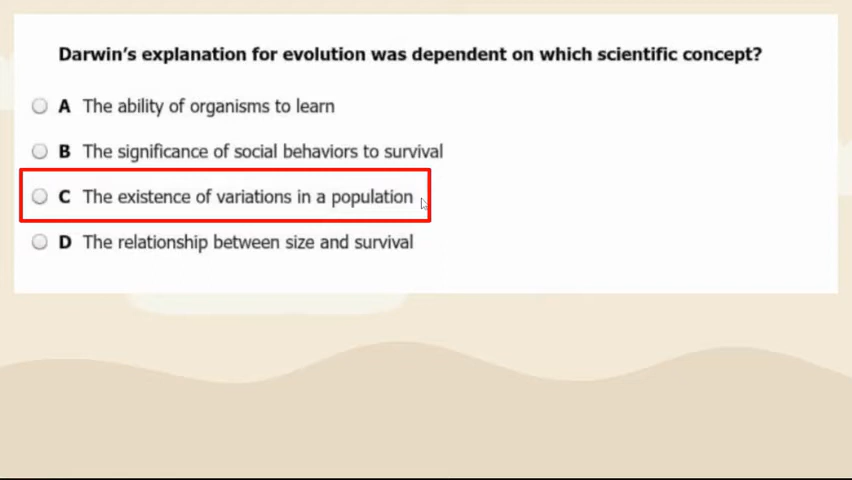 Darwin's explanation for evolution was dependent on which scientific concept?
A The ability of organisms to learn
B The significance of social behaviors to survival
C The existence of variations in a population
D The relationship between size and survival